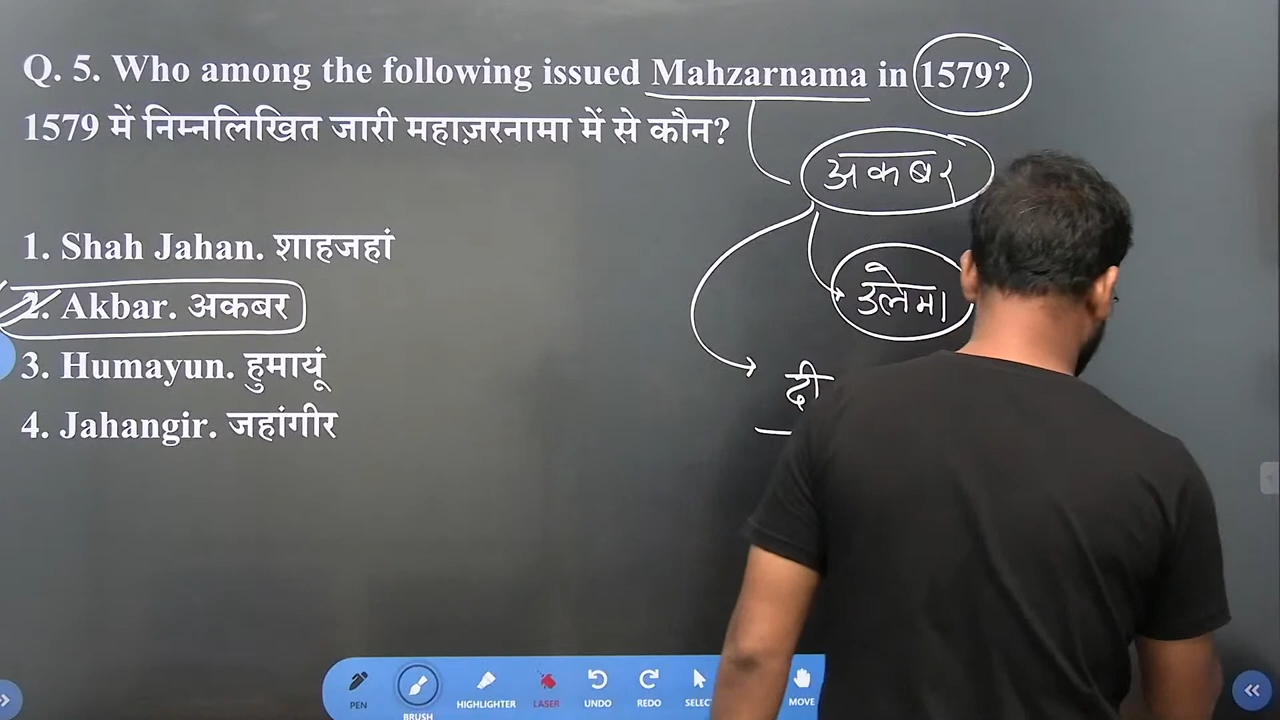 Q. 5. Who among the following issued Mahzarnama in 1579?
1579 में निम्नलिखित जारी महाज़रनामा में से कौन?
अकबर
1. Shah Jahan. शाहजहां
2. Akbar. अकबर
उलेमा
3. Humayun. हुमायूं
दी
4. Jahangir. जहांगीर
PEN
BRUSH
HIGHLIGHTER
LASER
UNDO
REDO
SELECT
MOVE